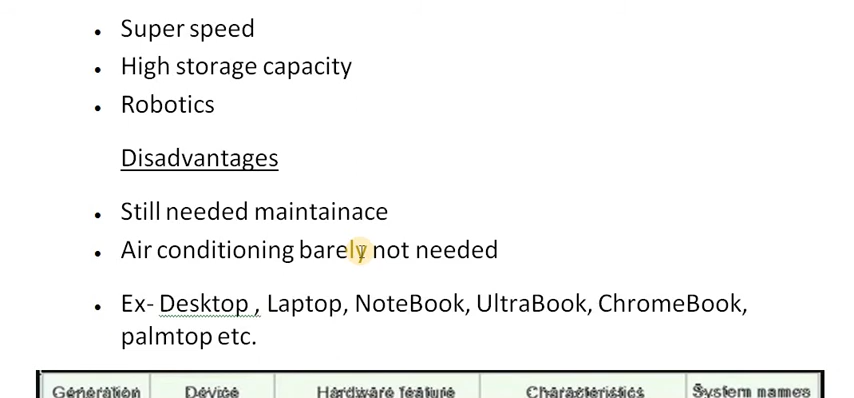 Super speed
High storage capacity
Robotics
Disadvantages
Still needed maintainace
Air conditioning barely not needed
Ex- Desktop , Laptop, NoteBook, UltraBook, ChromeBook,
palmtop etc.
Generation Device Hardware feature Characteristics System names